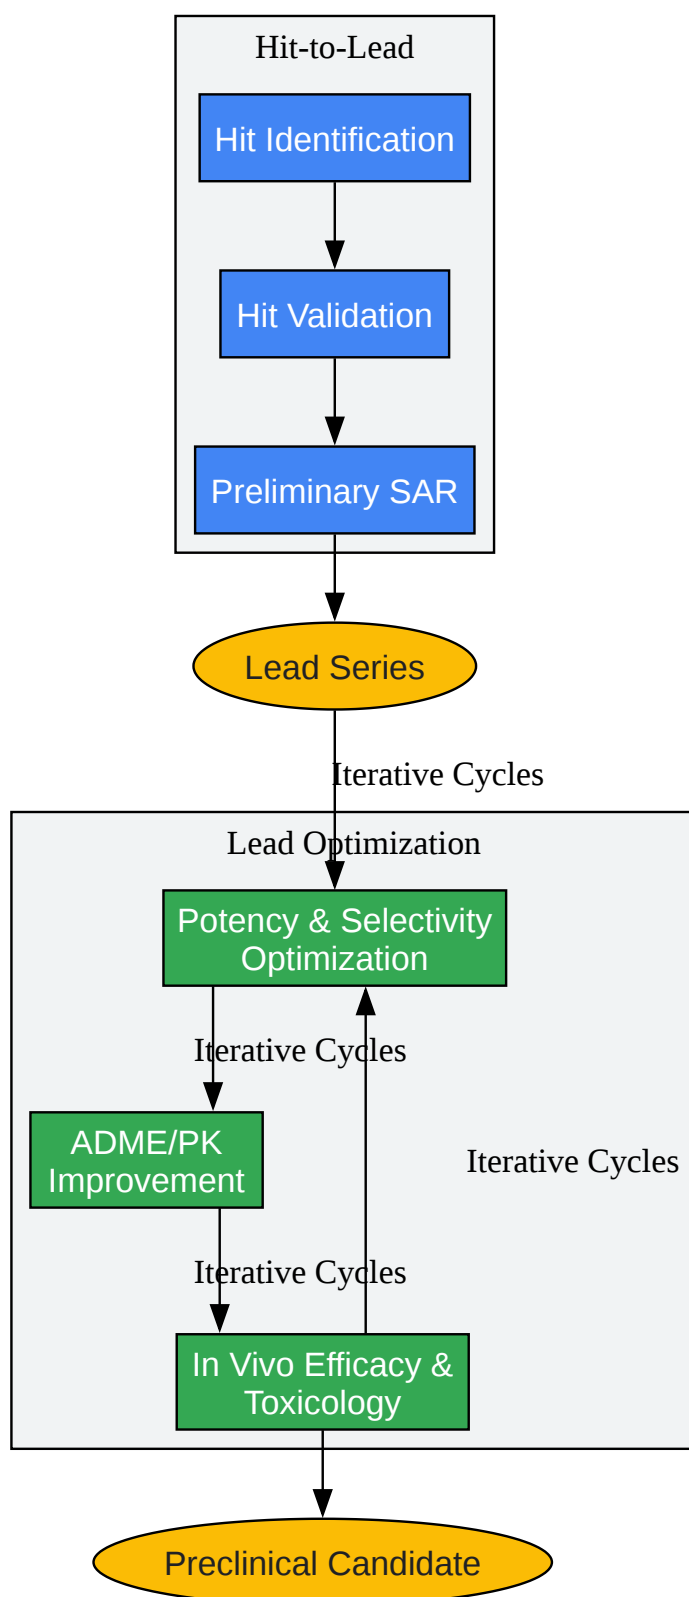 Hit-to-Lead
Hit Identification
Hit Validation
Preliminary SAR
Lead Series
Iterative Cycles
Lead Optimization
Potency & Selectivity
Optimization
Iterative Cycles
ADME/PK
Improvement
Iterative Cycles
Iterative Cycles
In Vivo Efficacy &
Toxicology
Preclinical Candidate